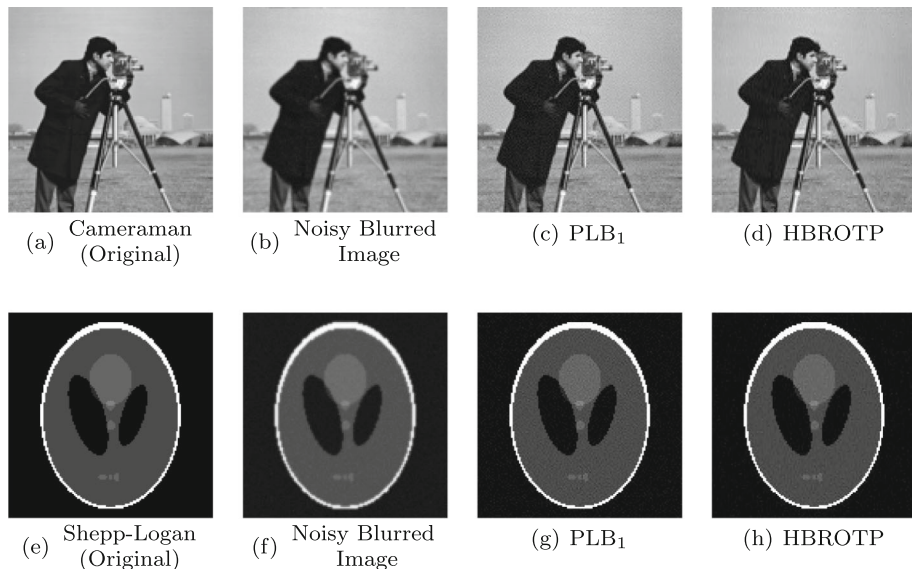 (a) Cameraman
(Original)
(b) Noisy Blurred
Image
(c) PLB₁
(d) HBROTP
(e) Shepp-Logan
(Original)
(f) Noisy Blurred
Image
(g) PLB₁
(h) HBROTP